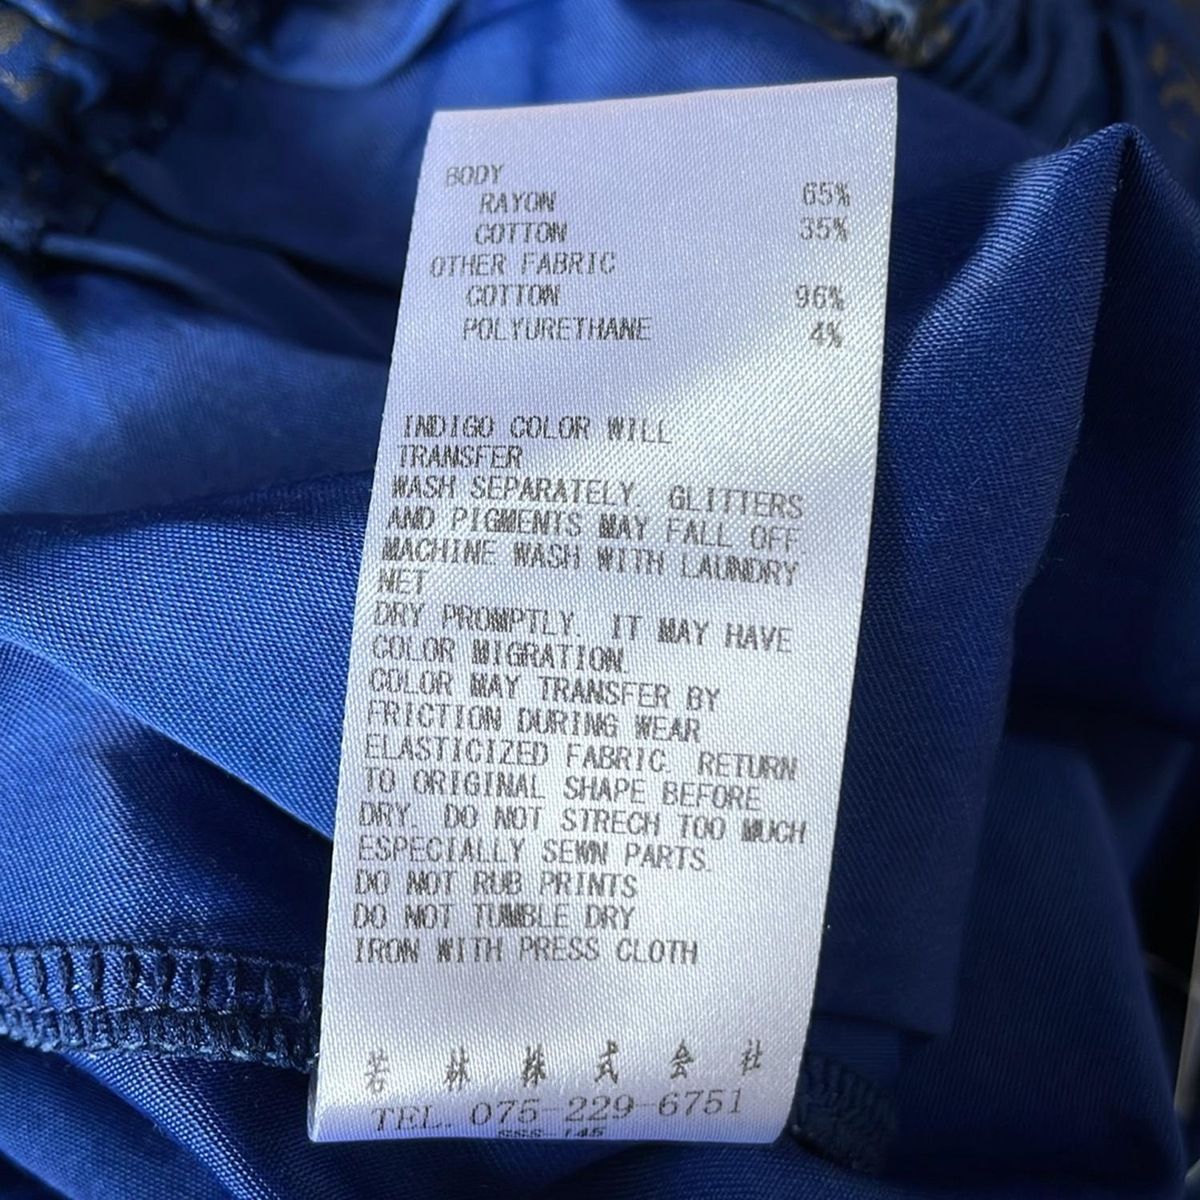 BODY
RAYON 65%
COTTON 35%
OTHER FABRIC
COTTON 96%
POLYURETHANE 4%
INDIGO COLOR WILL
TRANSFER
WASH SEPARATELY. GLITTERS
AND PIGMENTS MAY FALL OFF.
MACHINE WASH WITH LAUNDRY
NET
DRY PROMPTLY. IT MAY HAVE
COLOR MIGRATION.
COLOR MAY TRANSFER BY
FRICTION DURING WEAR
ELASTICIZED FABRIC. RETURN
TO ORIGINAL SHAPE BEFORE
DRY. DO NOT STRECH TOO MUCH
ESPECIALLY SEWN PARTS.
DO NOT RUB PRINTS
DO NOT TUMBLE DRY
IRON WITH PRESS CLOTH
若林株式会社
TEL. 075-229-6751